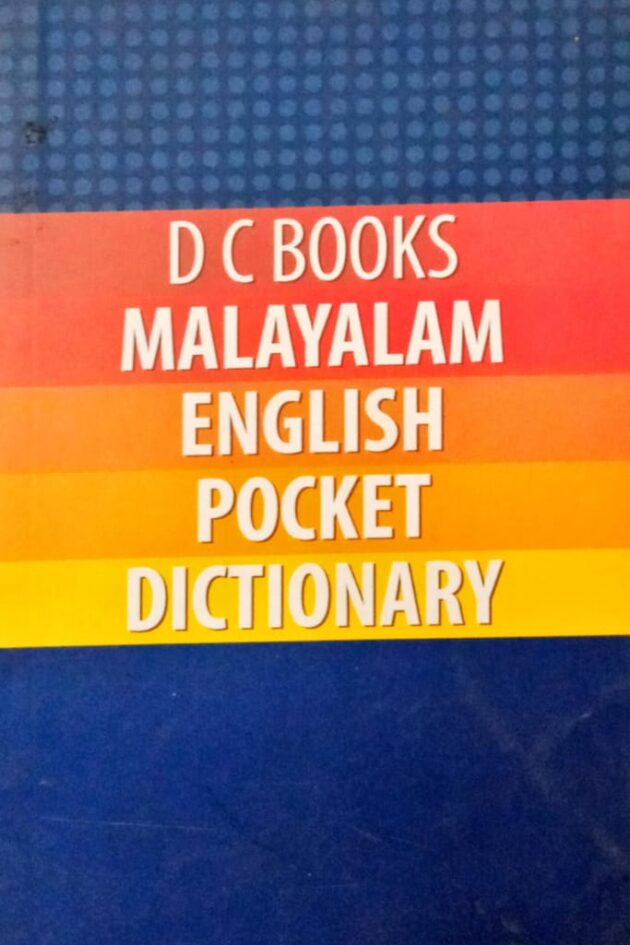 D C BOOKS
MALAYALAM
ENGLISH
POCKET
DICTIONARY